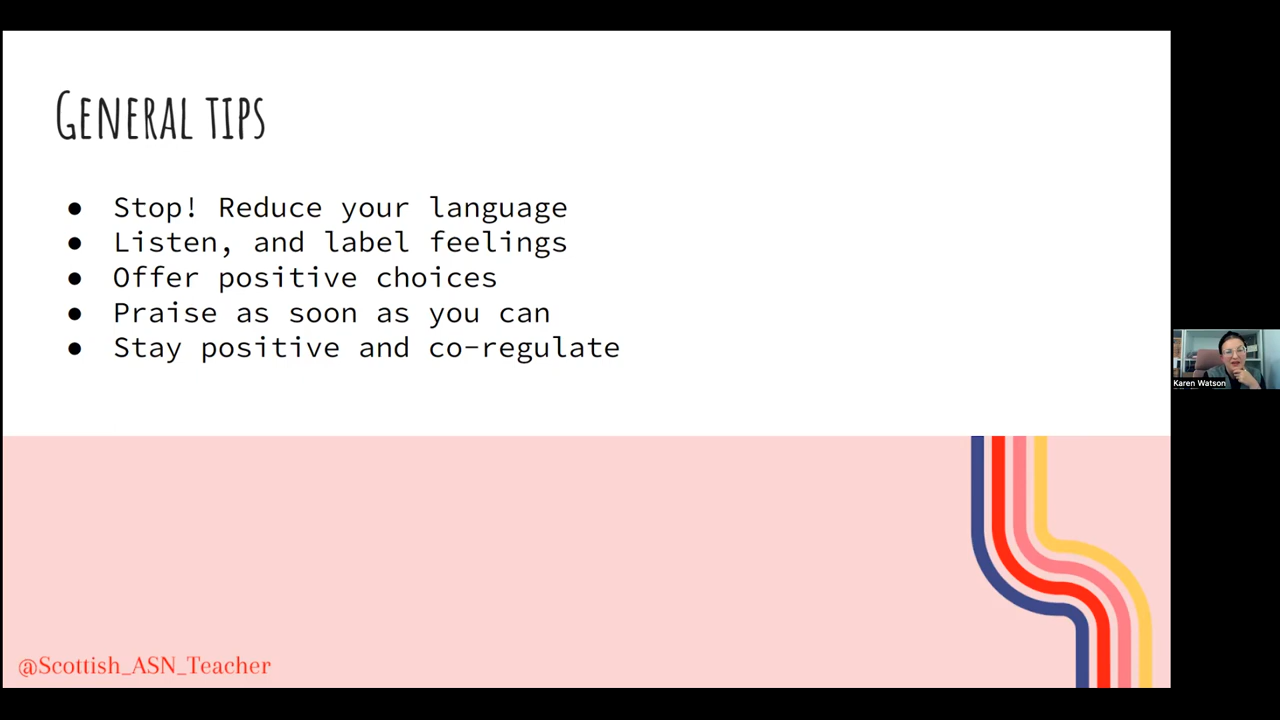 General tips
● Stop! Reduce your language
● Listen, and label feelings
● Offer positive choices
● Praise as soon as you can
● Stay positive and co-regulate
Karen Watson
@Scottish_ASN_Teacher